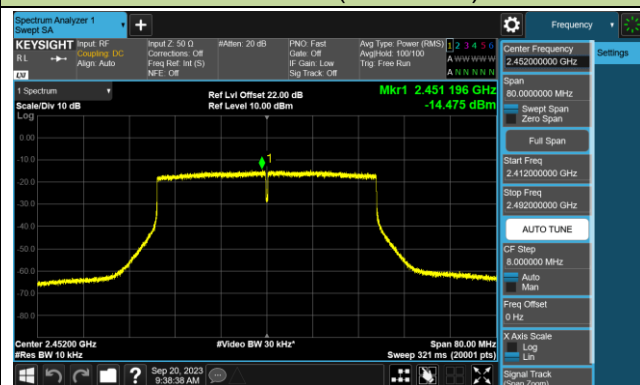 Spectrum Analyzer 1
Swept SA
Frequency
KEYSIGHT
RL
LXI
Input: RF
Coupling: DC
Align: Auto
Input Z: 50 Ω
Corrections: Off
Freq Ref: Int (S)
NFE: Off
#Atten: 20 dB
PNO: Fast
Gate: Off
IF Gain: Low
Sig Track: Off
Avg Type: Power (RMS)
Avg|Hold: 100/100
Trig: Free Run
1 2 3 4 5 6
A W W W W W
A N N N N N
Center Frequency
2.452000000 GHz
Settings
Span
80.0000000 MHz
Swept Span
Zero Span
Full Span
Start Freq
2.412000000 GHz
Stop Freq
2.492000000 GHz
AUTO TUNE
CF Step
8.000000 MHz
Auto
Man
Freq Offset
0 Hz
X Axis Scale
Log
Lin
Signal Track
(Span Zoom)
1 Spectrum
Scale/Div 10 dB
Log
Ref Lvl Offset 22.00 dB
Ref Level 10.00 dBm
Mkr1 2.451 196 GHz
-14.475 dBm
0.00
-10.0
-20.0
-30.0
-40.0
-50.0
-60.0
-70.0
-80.0
1
Center 2.45200 GHz
#Res BW 10 kHz
#Video BW 30 kHz*
Span 80.00 MHz
Sweep 321 ms (20001 pts)
Sep 20, 2023
9:38:38 AM